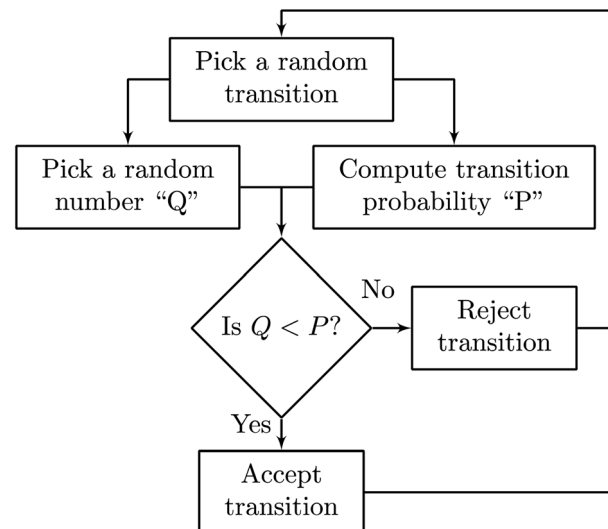 Pick a random
transition
Pick a random
number “Q”
Compute transition
probability “P”
Is Q < P?
No
Reject
transition
Yes
Accept
transition